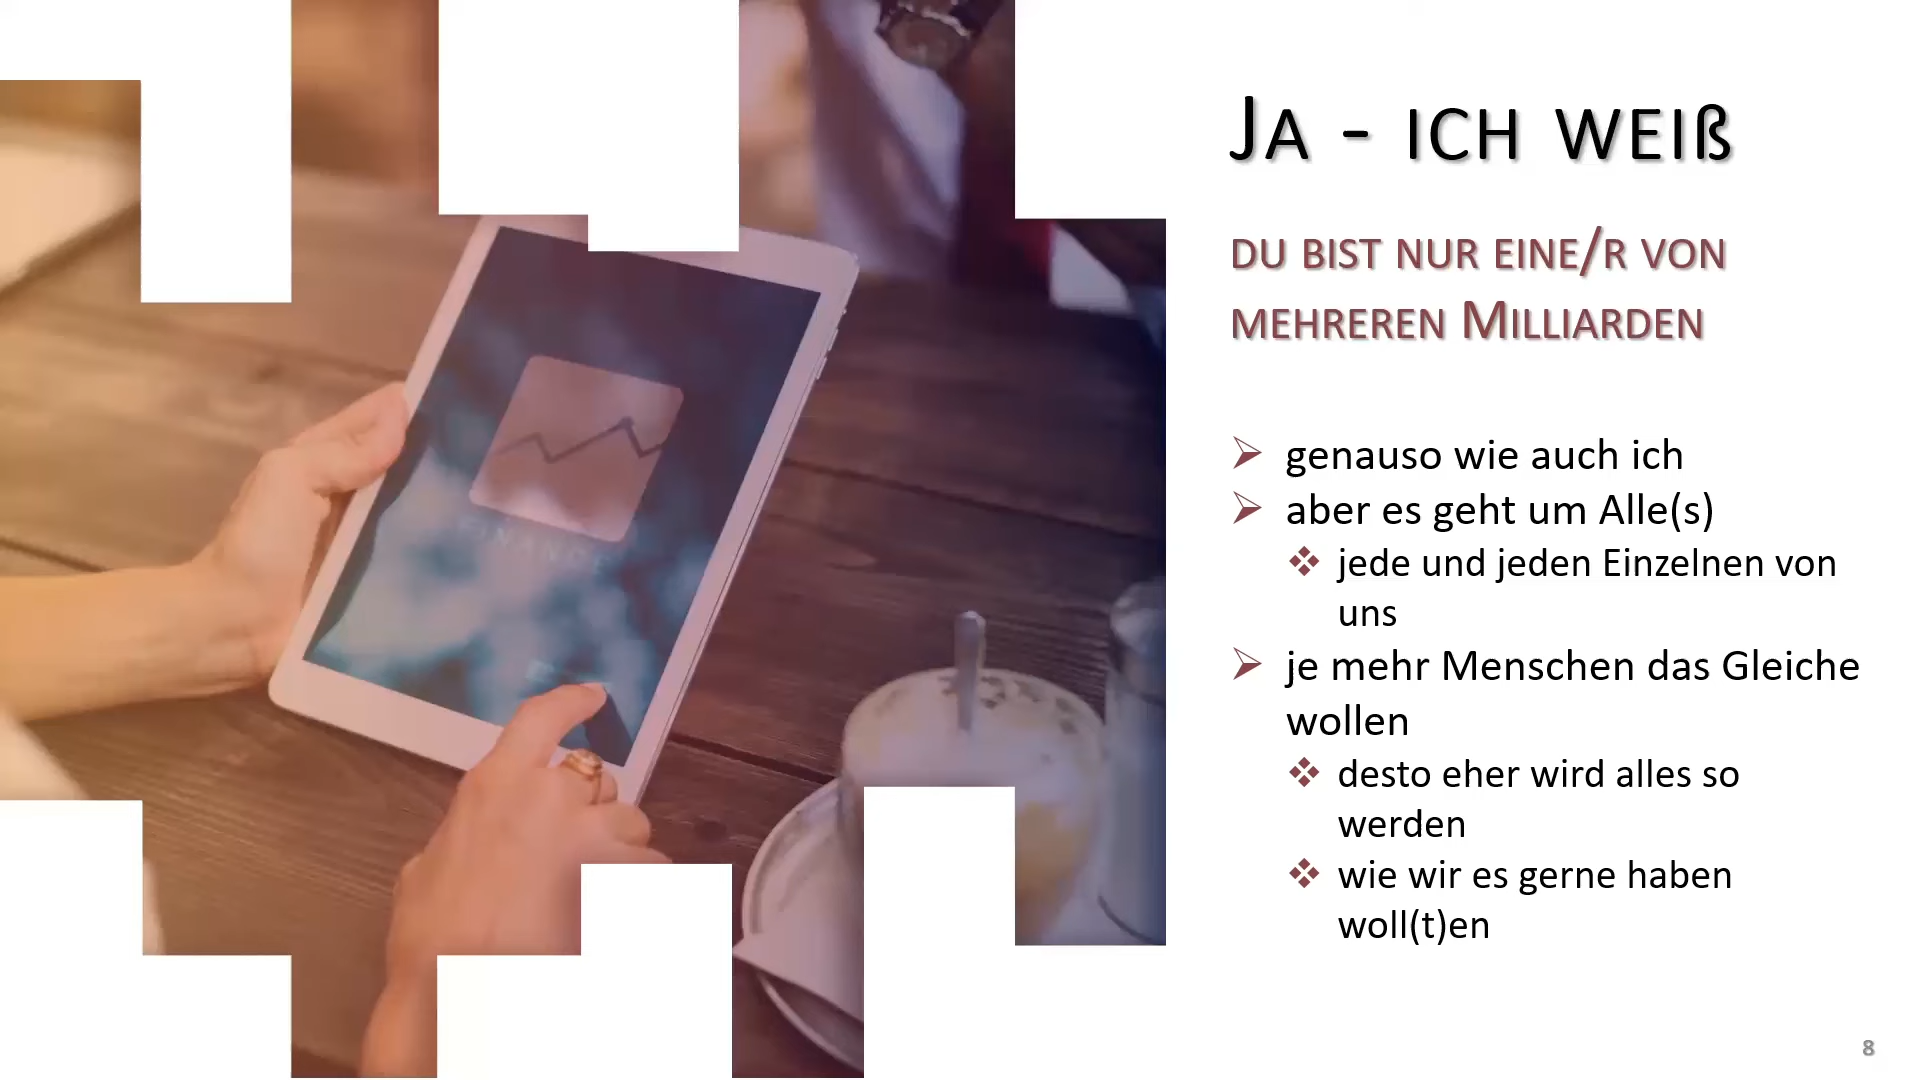 Ja - ich weiß
du bist nur eine/r von
mehreren Milliarden
genauso wie auch ich
aber es geht um Alle(s)
jede und jeden Einzelnen von
uns
je mehr Menschen das Gleiche
wollen
desto eher wird alles so
werden
wie wir es gerne haben
woll(t)en
8